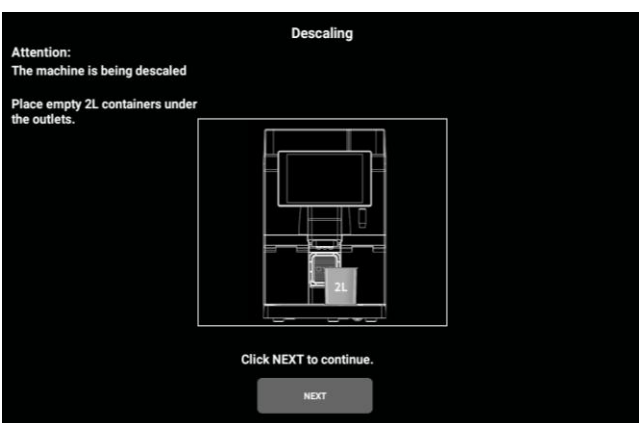 Descaling
Attention:
The machine is being descaled
Place empty 2L containers under
the outlets.
2L
Click NEXT to continue.
NEXT